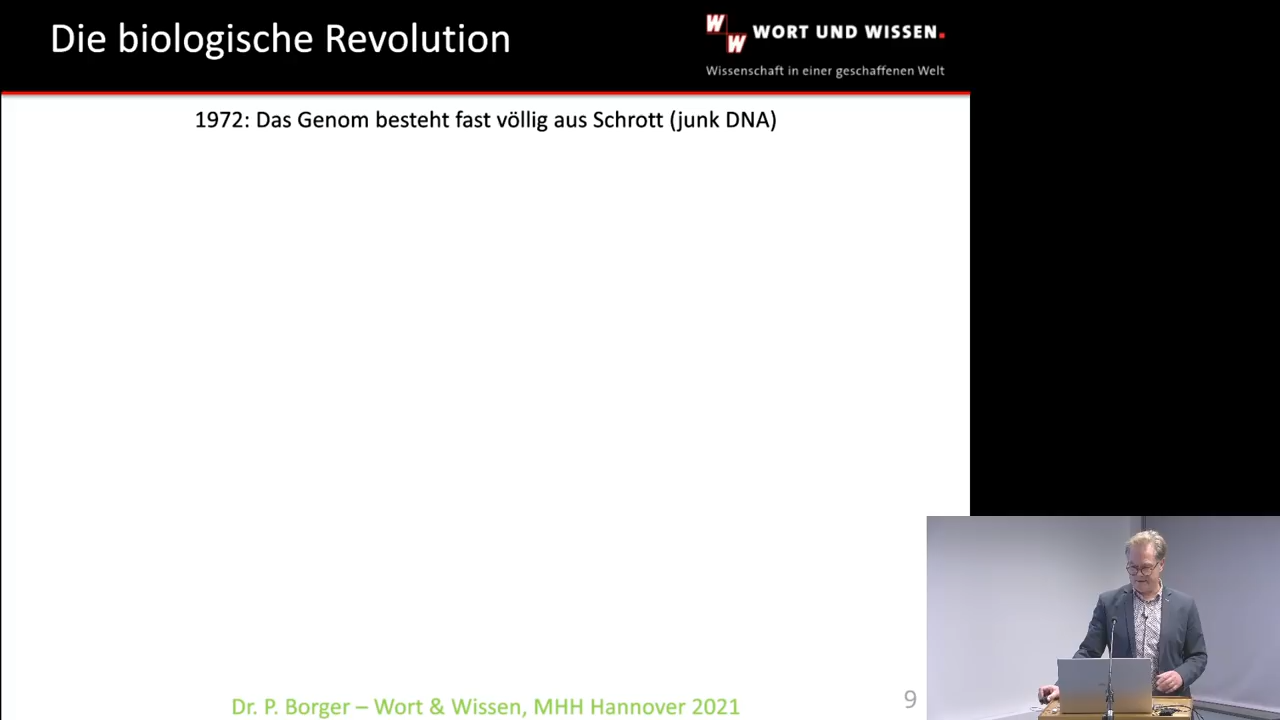 Die biologische Revolution
W W WORT UND WISSEN.
Wissenschaft in einer geschaffenen Welt
1972: Das Genom besteht fast völlig aus Schrott (junk DNA)
Dr. P. Borger – Wort & Wissen, MHH Hannover 2021
9